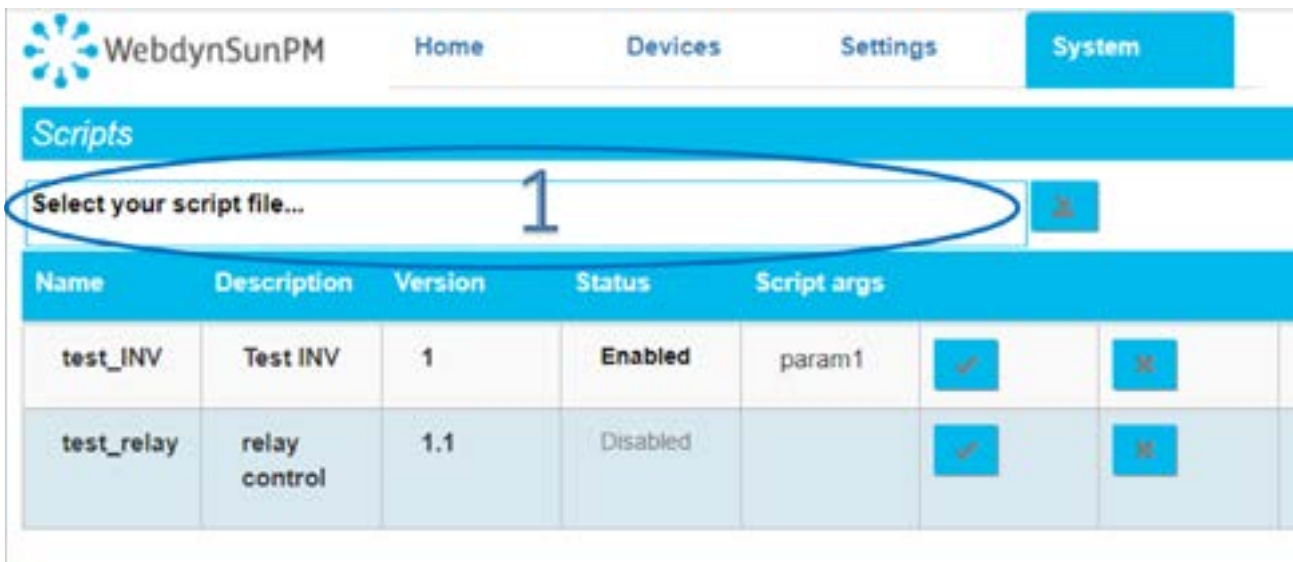 WebdynSunPM Home Devices Settings System
Scripts
Select your script file... 1
Name Description Version Status Script args
test_INV Test INV 1 Enabled param1
test_relay relay control 1.1 Disabled